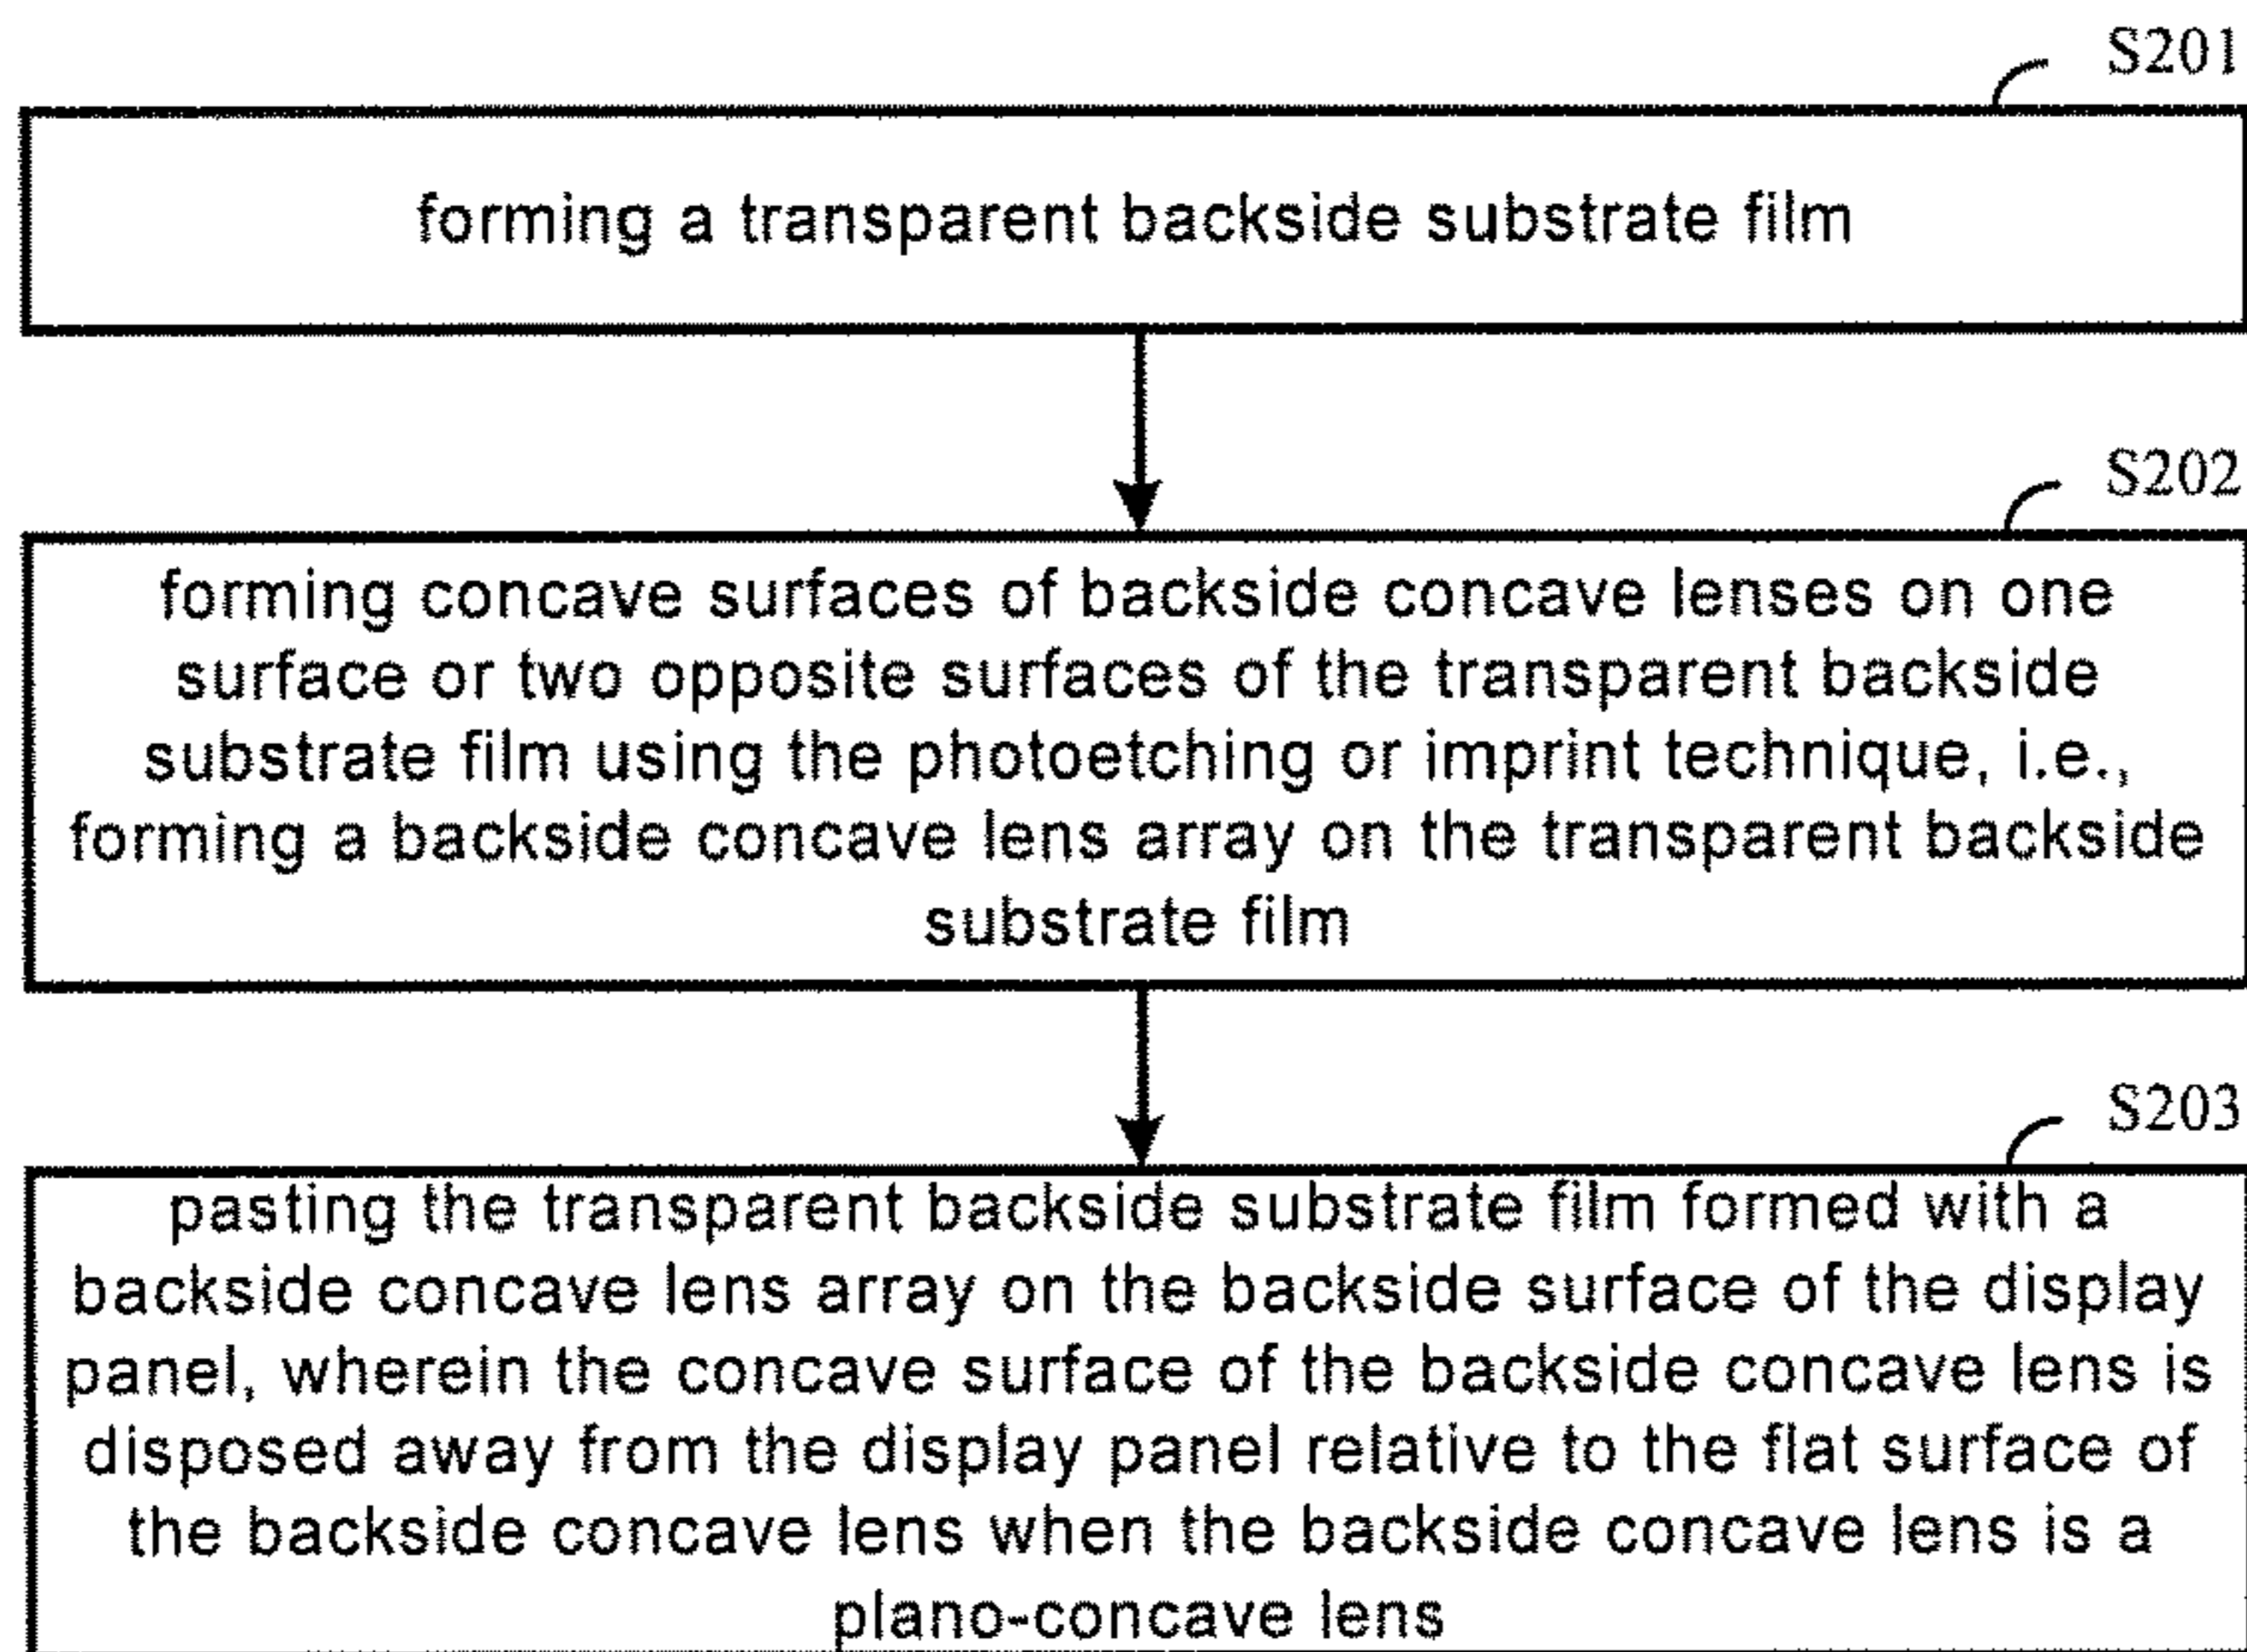 S201
forming a transparent backside substrate film
S202
forming concave surfaces of backside concave lenses on one
surface or two opposite surfaces of the transparent backside
substrate film using the photoetching or imprint technique, i.e.,
forming a backside concave lens array on the transparent backside
substrate film
S203
pasting the transparent backside substrate film formed with a
backside concave lens array on the backside surface of the display
panel, wherein the concave surface of the backside concave lens is
disposed away from the display panel relative to the flat surface of
the backside concave lens when the backside concave lens is a
plano-concave lens